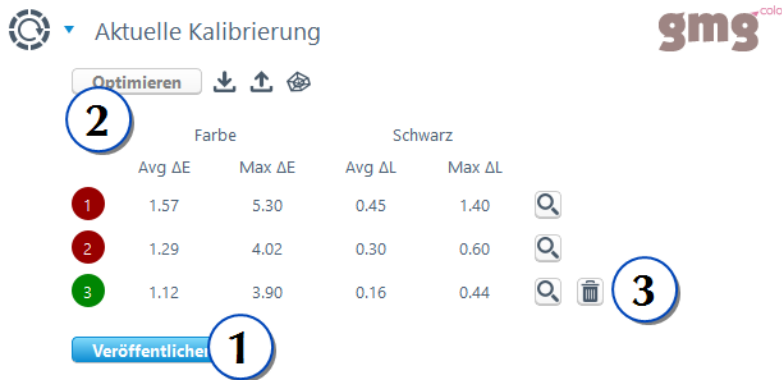 Aktuelle Kalibrierung
gmg color
Optimieren
2
Farbe Schwarz
Avg ΔE Max ΔE Avg ΔL Max ΔL
1 1.57 5.30 0.45 1.40
2 1.29 4.02 0.30 0.60
3 1.12 3.90 0.16 0.44 3
Veröffentlichen 1